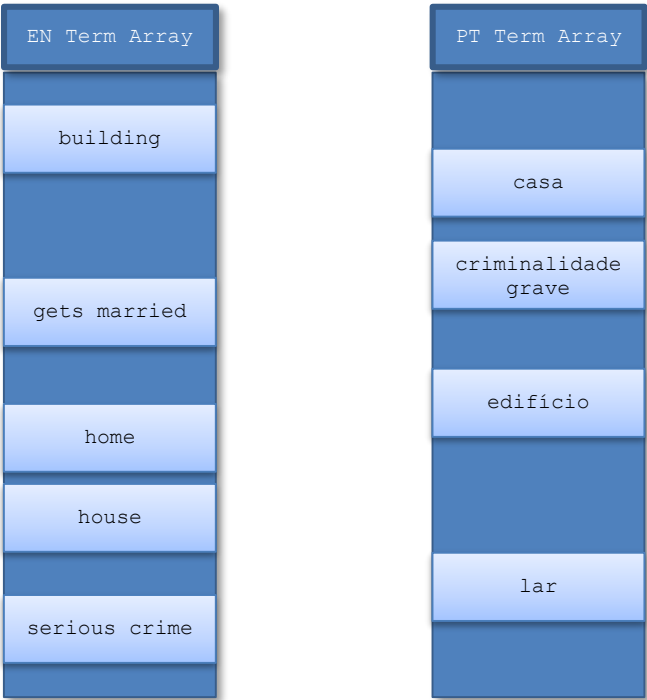 EN Term Array
building
gets married
home
house
serious crime
PT Term Array
casa
criminalidade
grave
edifício
lar